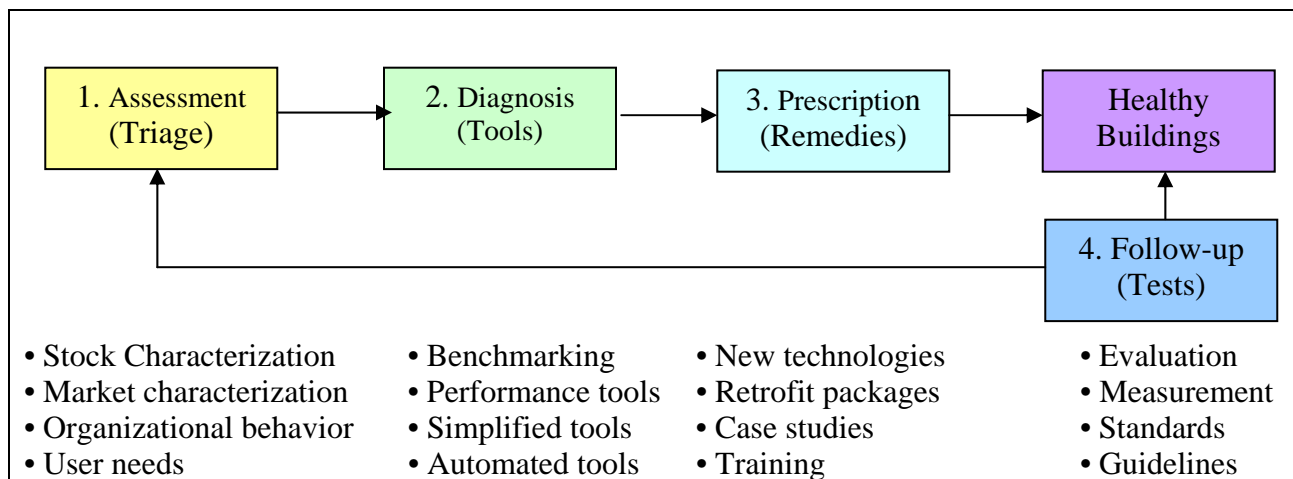 1. Assessment
(Triage)
2. Diagnosis
(Tools)
3. Prescription
(Remedies)
Healthy
Buildings
4. Follow-up
(Tests)
• Stock Characterization
• Market characterization
• Organizational behavior
• User needs
• Benchmarking
• Performance tools
• Simplified tools
• Automated tools
• New technologies
• Retrofit packages
• Case studies
• Training
• Evaluation
• Measurement
• Standards
• Guidelines